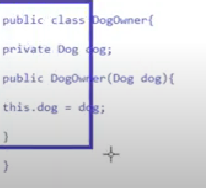 public class DogOwner{
private Dog dog;
public DogOwner(Dog dog){
this.dog = dog;
}
}